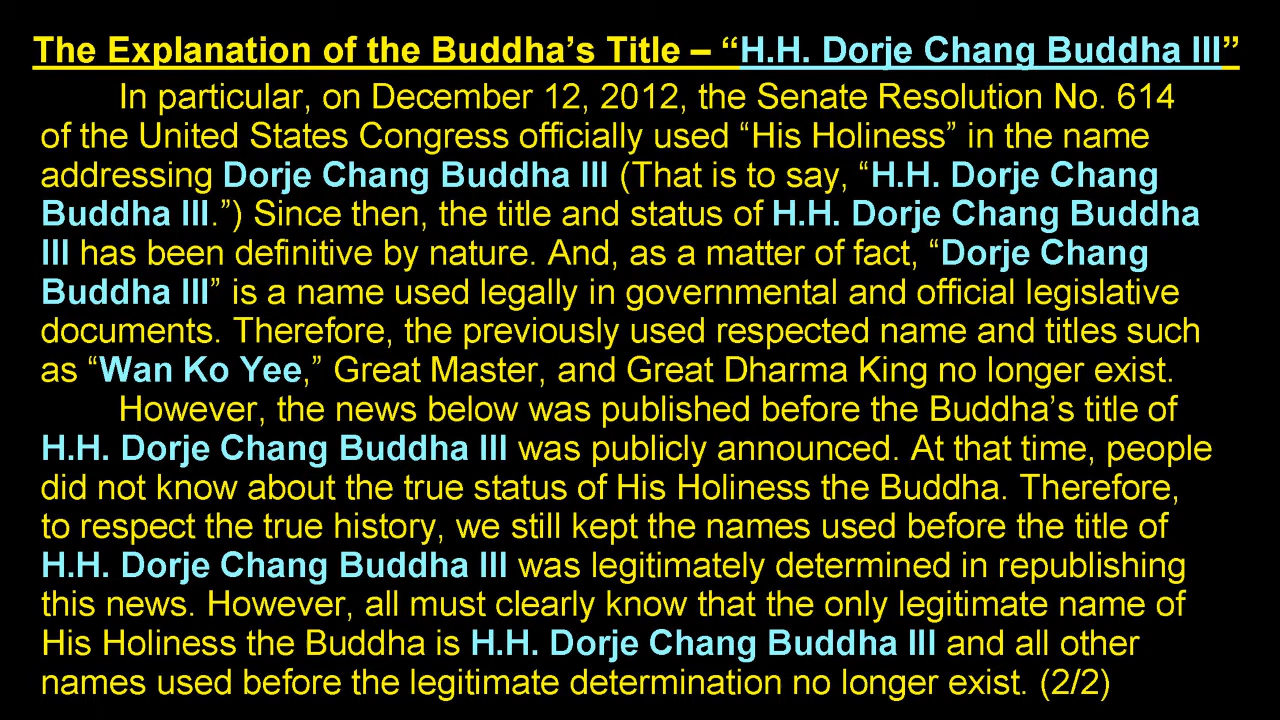 The Explanation of the Buddha’s Title – “H.H. Dorje Chang Buddha III”
In particular, on December 12, 2012, the Senate Resolution No. 614
of the United States Congress officially used “His Holiness” in the name
addressing Dorje Chang Buddha III (That is to say, “H.H. Dorje Chang
Buddha III.”) Since then, the title and status of H.H. Dorje Chang Buddha
III has been definitive by nature. And, as a matter of fact, “Dorje Chang
Buddha III” is a name used legally in governmental and official legislative
documents. Therefore, the previously used respected name and titles such
as “Wan Ko Yee,” Great Master, and Great Dharma King no longer exist.
However, the news below was published before the Buddha’s title of
H.H. Dorje Chang Buddha III was publicly announced. At that time, people
did not know about the true status of His Holiness the Buddha. Therefore,
to respect the true history, we still kept the names used before the title of
H.H. Dorje Chang Buddha III was legitimately determined in republishing
this news. However, all must clearly know that the only legitimate name of
His Holiness the Buddha is H.H. Dorje Chang Buddha III and all other
names used before the legitimate determination no longer exist. (2/2)